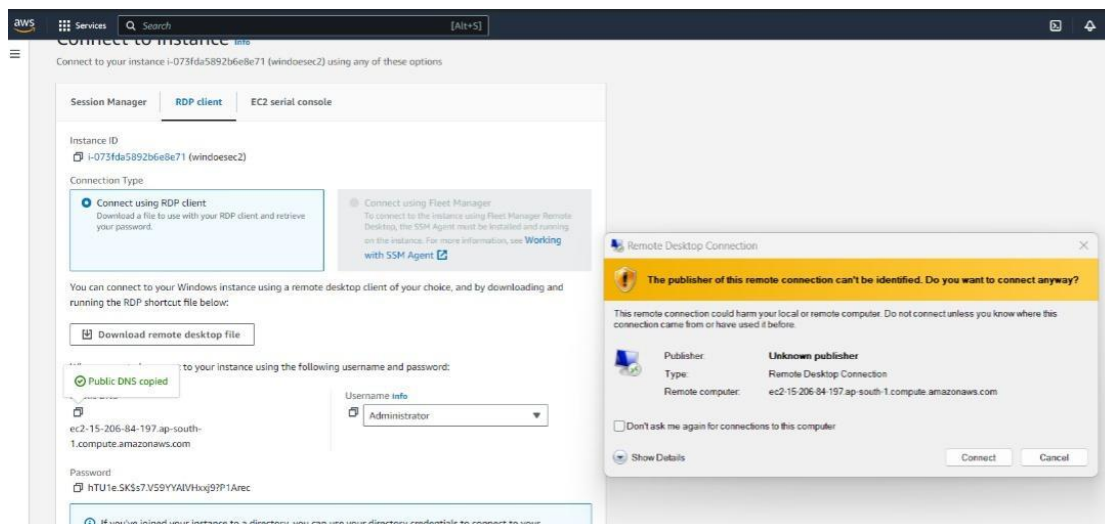 aws
Services
Search
[Alt+S]
Connect to instance Info
Connect to your instance i-073fda5892b6e8e71 (windoesec2) using any of these options
Session Manager
RDP client
EC2 serial console
Instance ID
i-073fda5892b6e8e71 (windoesec2)
Connection Type
Connect using RDP client
Download a file to use with your RDP client and retrieve
your password.
Connect using Fleet Manager
To connect to the instance using Fleet Manager Remote
Desktop, the SSM Agent must be installed and running
on the instance. For more information, see Working
with SSM Agent
You can connect to your Windows instance using a remote desktop client of your choice, and by downloading and
running the RDP shortcut file below:
Download remote desktop file
to your instance using the following username and password:
Public DNS copied
ec2-15-206-84-197.ap-south-
1.compute.amazonaws.com
Username Info
Administrator
Password
hTU1e.SK$s7.V59YYAlVHxxj9?P1Arec
If you've joined your instance to a directory, you can use your directory credentials to connect to your
Remote Desktop Connection
The publisher of this remote connection can't be identified. Do you want to connect anyway?
This remote connection could harm your local or remote computer. Do not connect unless you know where this
connection came from or have used it before.
Publisher: Unknown publisher
Type: Remote Desktop Connection
Remote computer: ec2-15-206-84-197.ap-south-1.compute.amazonaws.com
Don't ask me again for connections to this computer
Show Details
Connect
Cancel